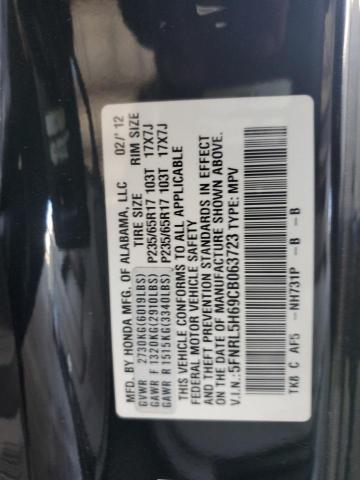 MFD. BY HONDA MFG. OF ALABAMA, LLC 02/'12
GVWR 2730KG(6019LBS) TIRE SIZE RIM SIZE
GAWR F 1320KG(2910LBS) P235/65R17 103T 17X7J
GAWR R 1515KG(3340LBS) P235/65R17 103T 17X7J
THIS VEHICLE CONFORMS TO ALL APPLICABLE
FEDERAL MOTOR VEHICLE SAFETY
AND THEFT PREVENTION STANDARDS IN EFFECT
ON THE DATE OF MANUFACTURE SHOWN ABOVE.
V.I.N.: 5FNRL5H69CB063723 TYPE: MPV
TK8 C AF5 -NH731P -B -B